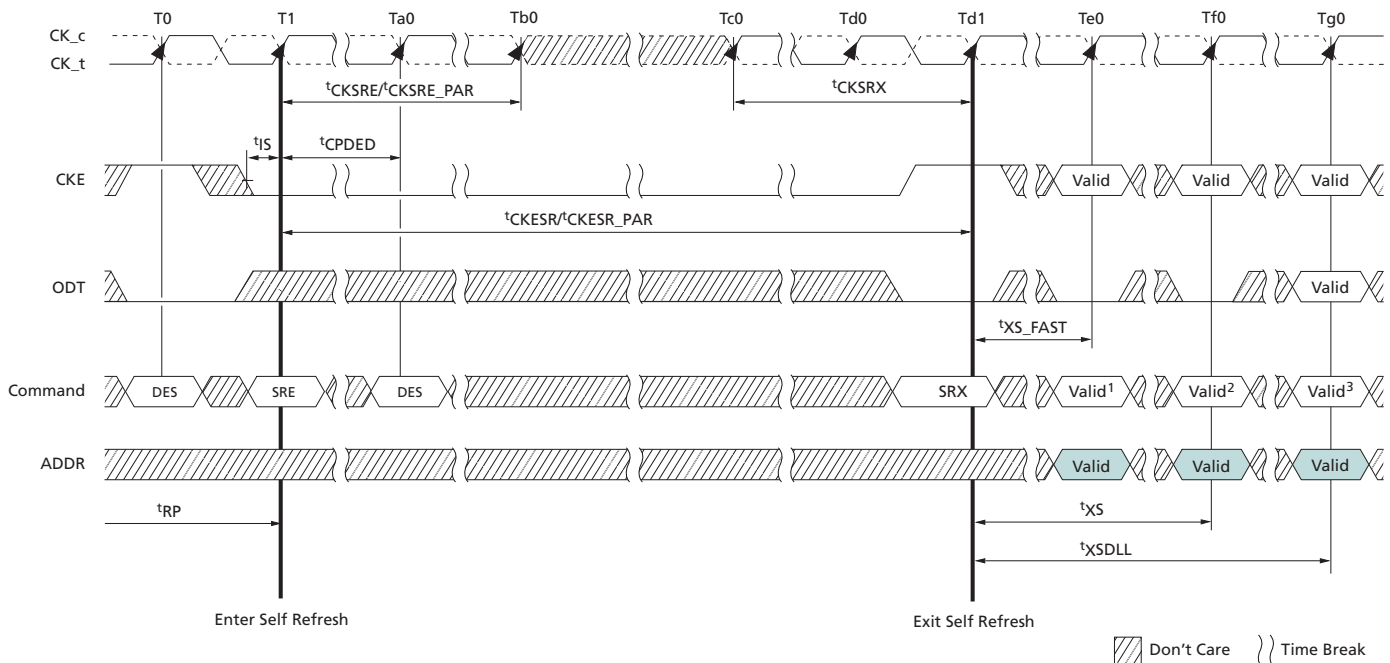 T0 T1 Ta0 Tb0 Tc0 Td0 Td1 Te0 Tf0 Tg0
CK_c
CK_t
tCKSRE/tCKSRE_PAR tCKSRX
tIS tCPDED
CKE Valid Valid Valid
tCKESR/tCKESR_PAR
ODT Valid
tXS_FAST
Command DES SRE DES SRX Valid1 Valid2 Valid3
ADDR Valid Valid Valid
tRP tXS
tXSDLL
Enter Self Refresh Exit Self Refresh
Don't Care Time Break